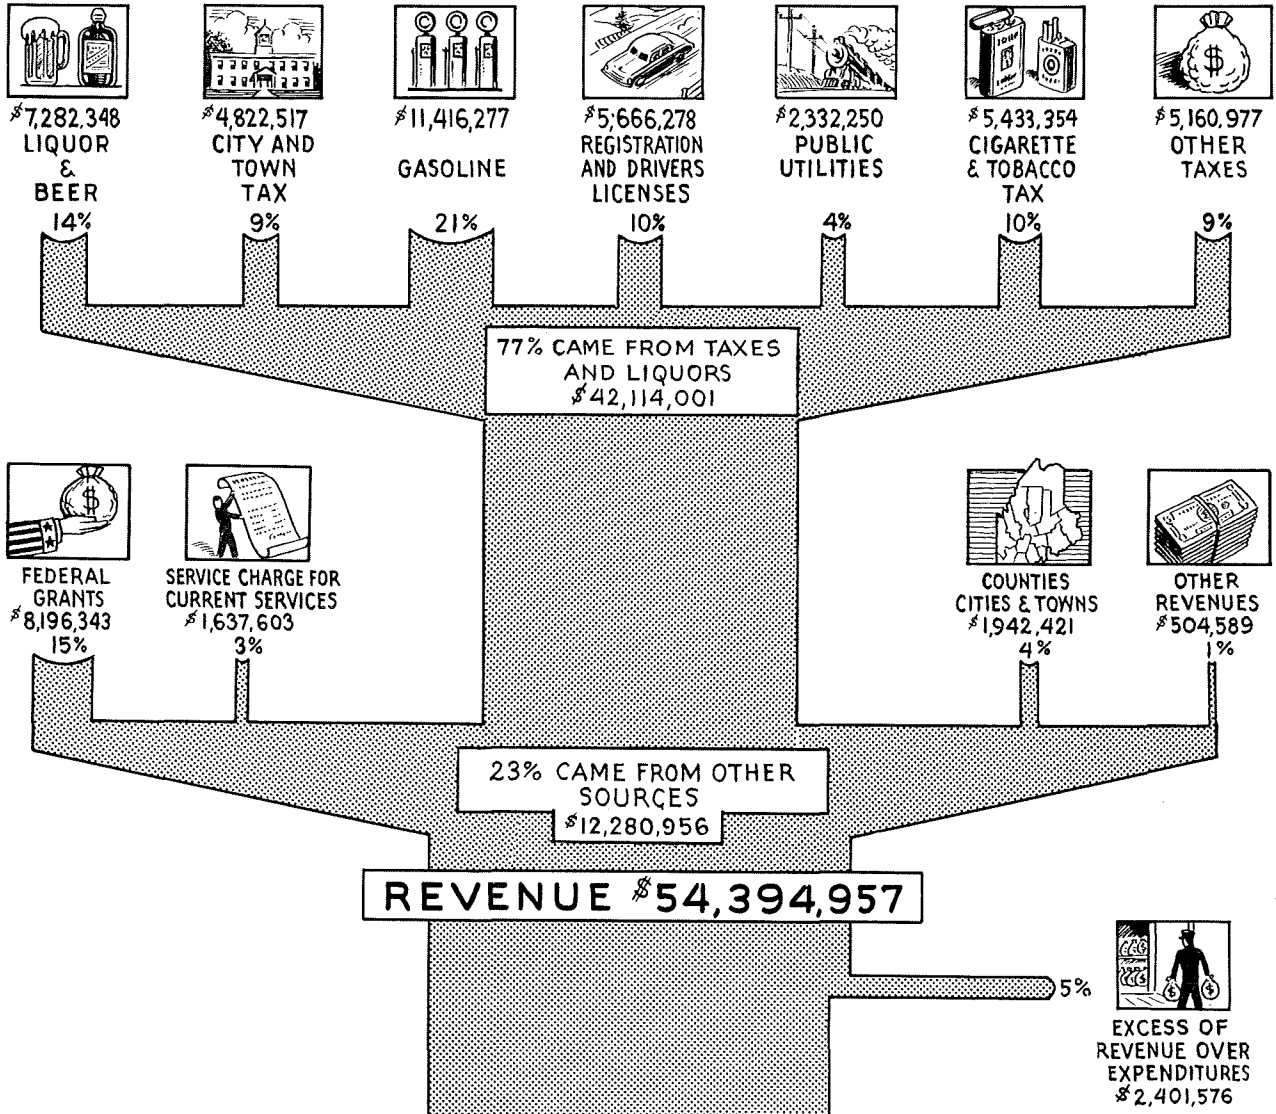 $7,282,348
LIQUOR
&
BEER
14%
$4,822,517
CITY AND
TOWN
TAX
9%
$11,416,277
GASOLINE
21%
$5,666,278
REGISTRATION
AND DRIVERS
LICENSES
10%
$2,332,250
PUBLIC
UTILITIES
4%
$5,433,354
CIGARETTE
& TOBACCO
TAX
10%
$5,160,977
OTHER
TAXES
9%
77% CAME FROM TAXES
AND LIQUORS
$42,114,001
$
FEDERAL
GRANTS
$8,196,343
15%
SERVICE CHARGE FOR
CURRENT SERVICES
$1,637,603
3%
COUNTIES
CITIES & TOWNS
$1,942,421
4%
OTHER
REVENUES
$504,589
1%
23% CAME FROM OTHER
SOURCES
$12,280,956
REVENUE $54,394,957
5%
$ $
EXCESS OF
REVENUE OVER
EXPENDITURES
$2,401,576